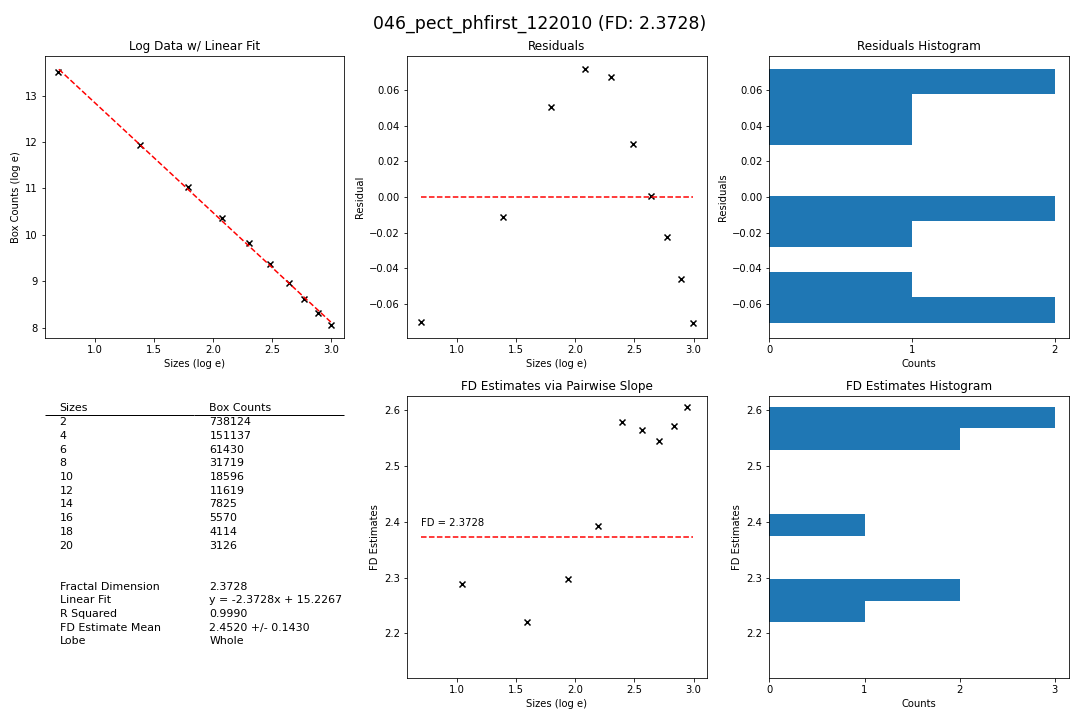 046_pect_phfirst_122010 (FD: 2.3728)
Log Data w/ Linear Fit
Box Counts (log e)
13
12
11
10
9
8
1.0 1.5 2.0 2.5 3.0
Sizes (log e)
Residuals
Residual
0.06
0.04
0.02
0.00
−0.02
−0.04
−0.06
1.0 1.5 2.0 2.5 3.0
Sizes (log e)
Residuals Histogram
Residuals
0.06
0.04
0.02
0.00
−0.02
−0.04
−0.06
0 1 2
Counts
Sizes Box Counts
2 738124
4 151137
6 61430
8 31719
10 18596
12 11619
14 7825
16 5570
18 4114
20 3126
Fractal Dimension 2.3728
Linear Fit y = -2.3728x + 15.2267
R Squared 0.9990
FD Estimate Mean 2.4520 +/- 0.1430
Lobe Whole
FD Estimates via Pairwise Slope
FD Estimates
2.6
2.5
2.4
2.3
2.2
FD = 2.3728
1.0 1.5 2.0 2.5 3.0
Sizes (log e)
FD Estimates Histogram
FD Estimates
2.6
2.5
2.4
2.3
2.2
0 1 2 3
Counts